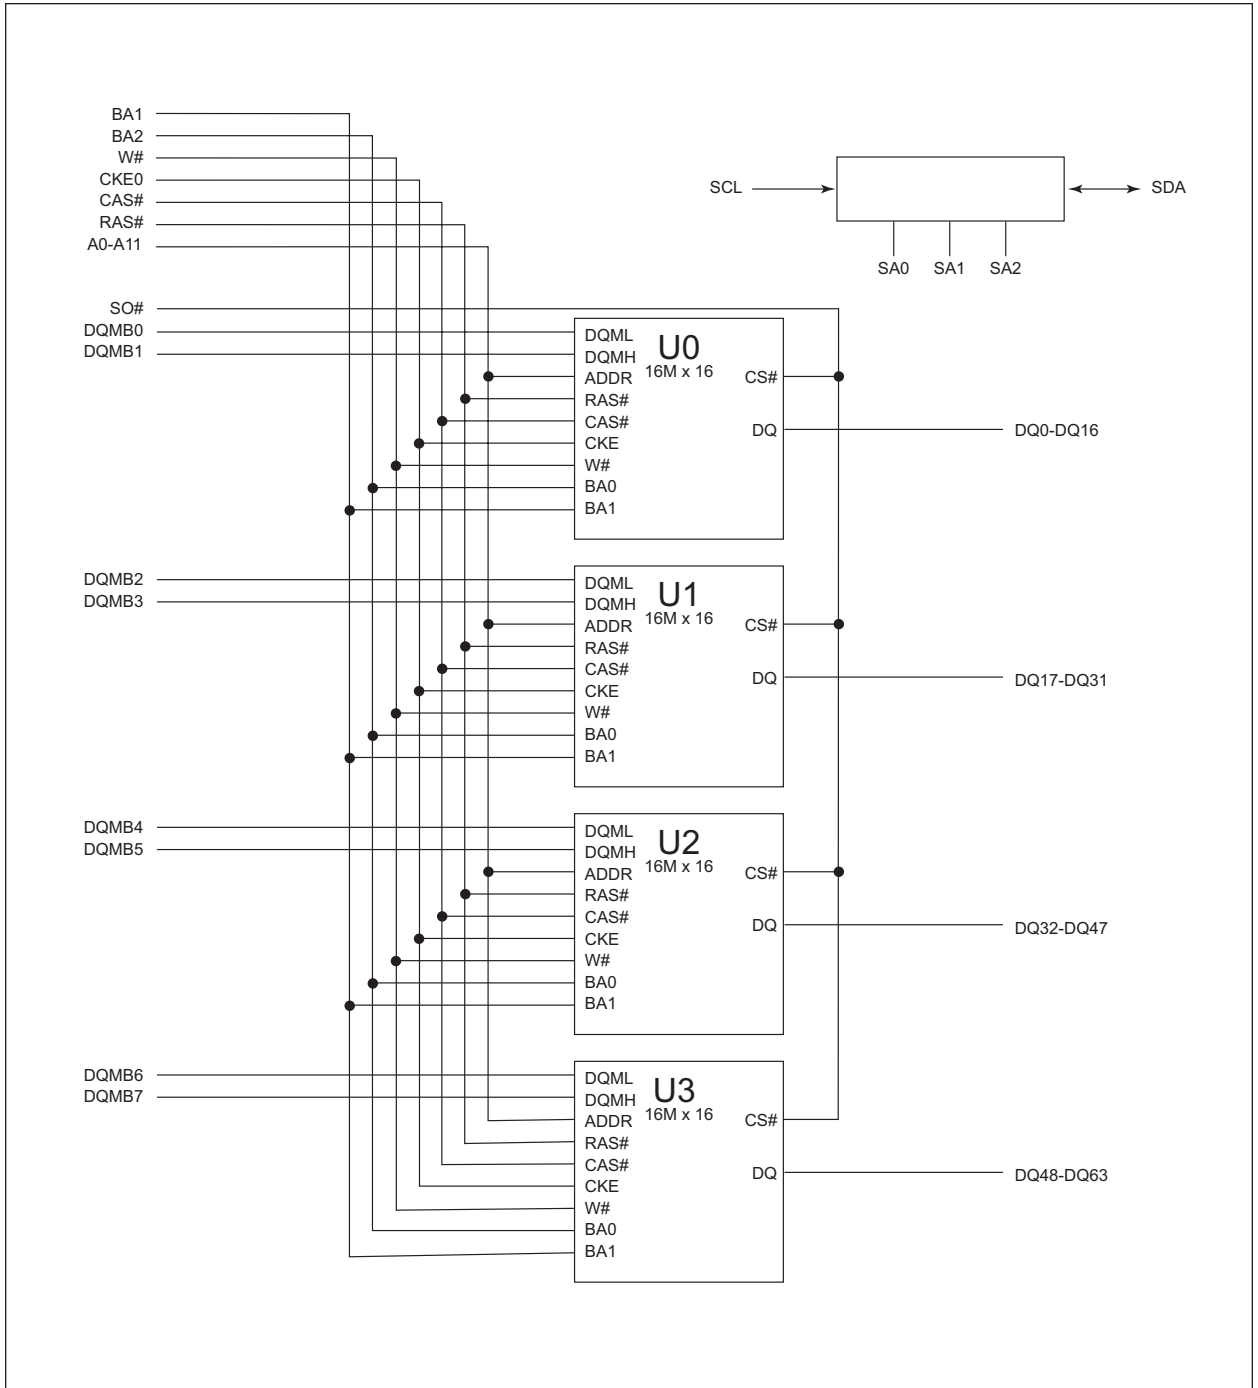 BA1
BA2
W#
CKE0
CAS#
RAS#
A0-A11
SCL
SDA
SA0 SA1 SA2
SO#
DQMB0
DQMB1
DQML
DQMH
ADDR
RAS#
CAS#
CKE
W#
BA0
BA1
U0
16M x 16
CS#
DQ
DQ0-DQ16
DQMB2
DQMB3
DQML
DQMH
ADDR
RAS#
CAS#
CKE
W#
BA0
BA1
U1
16M x 16
CS#
DQ
DQ17-DQ31
DQMB4
DQMB5
DQML
DQMH
ADDR
RAS#
CAS#
CKE
W#
BA0
BA1
U2
16M x 16
CS#
DQ
DQ32-DQ47
DQMB6
DQMB7
DQML
DQMH
ADDR
RAS#
CAS#
CKE
W#
BA0
BA1
U3
16M x 16
CS#
DQ
DQ48-DQ63